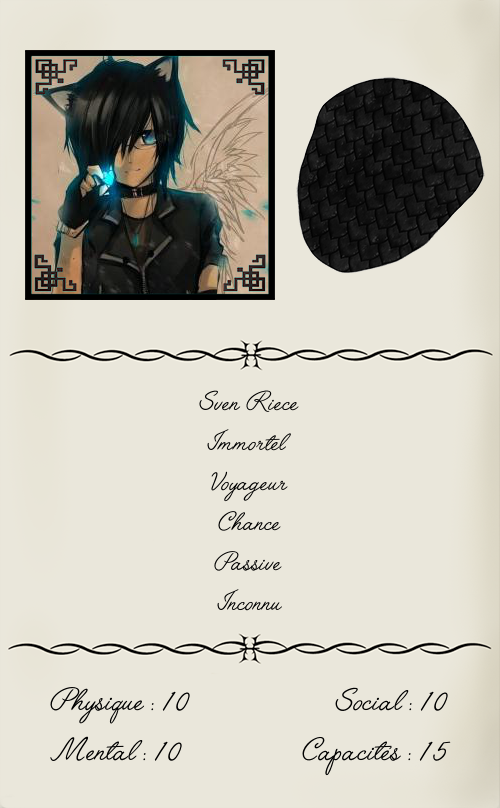 Sven Riece
Immortel
Voyageur
Chance
Passive
Inconnu
Physique : 10
Social : 10
Mental : 10
Capacités : 15